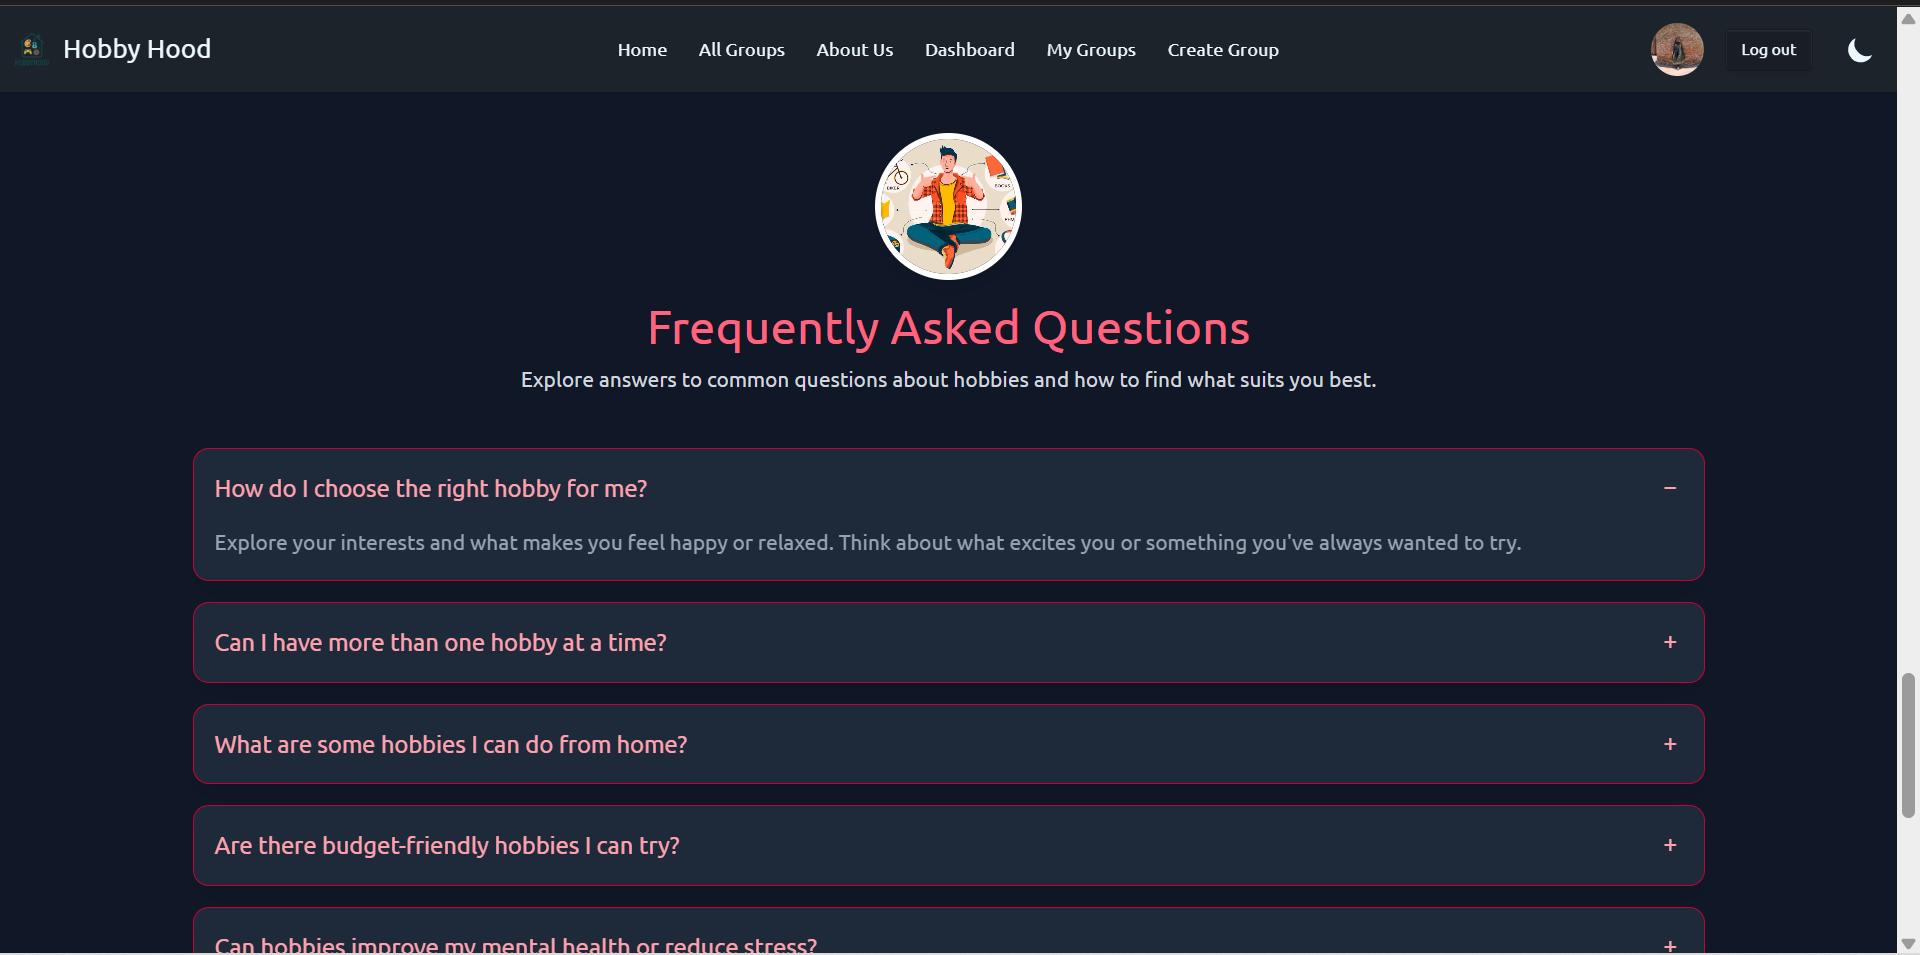 Hobby Hood
Home
All Groups
About Us
Dashboard
My Groups
Create Group
Log out
BIKER
BOOKS
Frequently Asked Questions
Explore answers to common questions about hobbies and how to find what suits you best.
How do I choose the right hobby for me?
−
Explore your interests and what makes you feel happy or relaxed. Think about what excites you or something you've always wanted to try.
Can I have more than one hobby at a time?
+
What are some hobbies I can do from home?
+
Are there budget-friendly hobbies I can try?
+
Can hobbies improve my mental health or reduce stress?
+